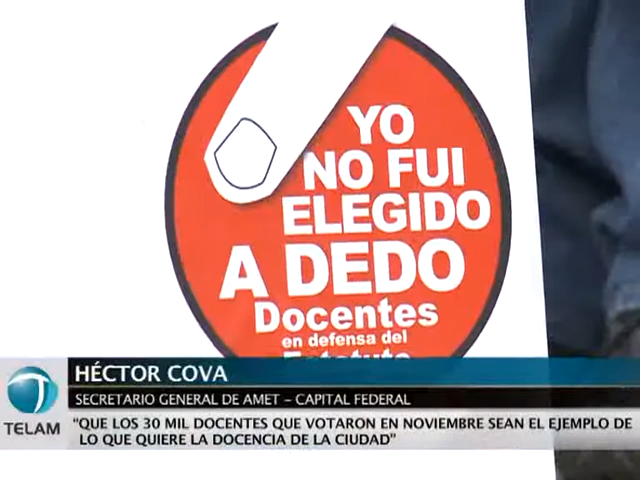 YO
NO FUI
ELEGIDO
A DEDO
Docentes
en defensa del
Estatuto
HÉCTOR COVA
SECRETARIO GENERAL DE AMET – CAPITAL FEDERAL
TELAM
"QUE LOS 30 MIL DOCENTES QUE VOTARON EN NOVIEMBRE SEAN EL EJEMPLO DE
LO QUE QUIERE LA DOCENCIA DE LA CIUDAD"